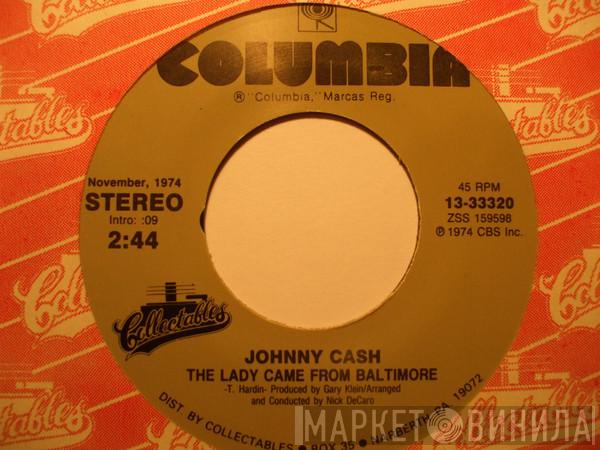 COLUMBIA
® "Columbia," Marcas Reg.
November, 1974
STEREO
Intro: :09
2:44
45 RPM
13-33320
ZSS 159598
℗ 1974 CBS Inc.
Collectables
JOHNNY CASH
THE LADY CAME FROM BALTIMORE
-T. Hardin- Produced by Gary Klein/Arranged
and Conducted by Nick DeCaro
DIST. BY COLLECTABLES • BOX 35 • NARBERTH PA 19072
МАРКЕТ ВИНИЛА